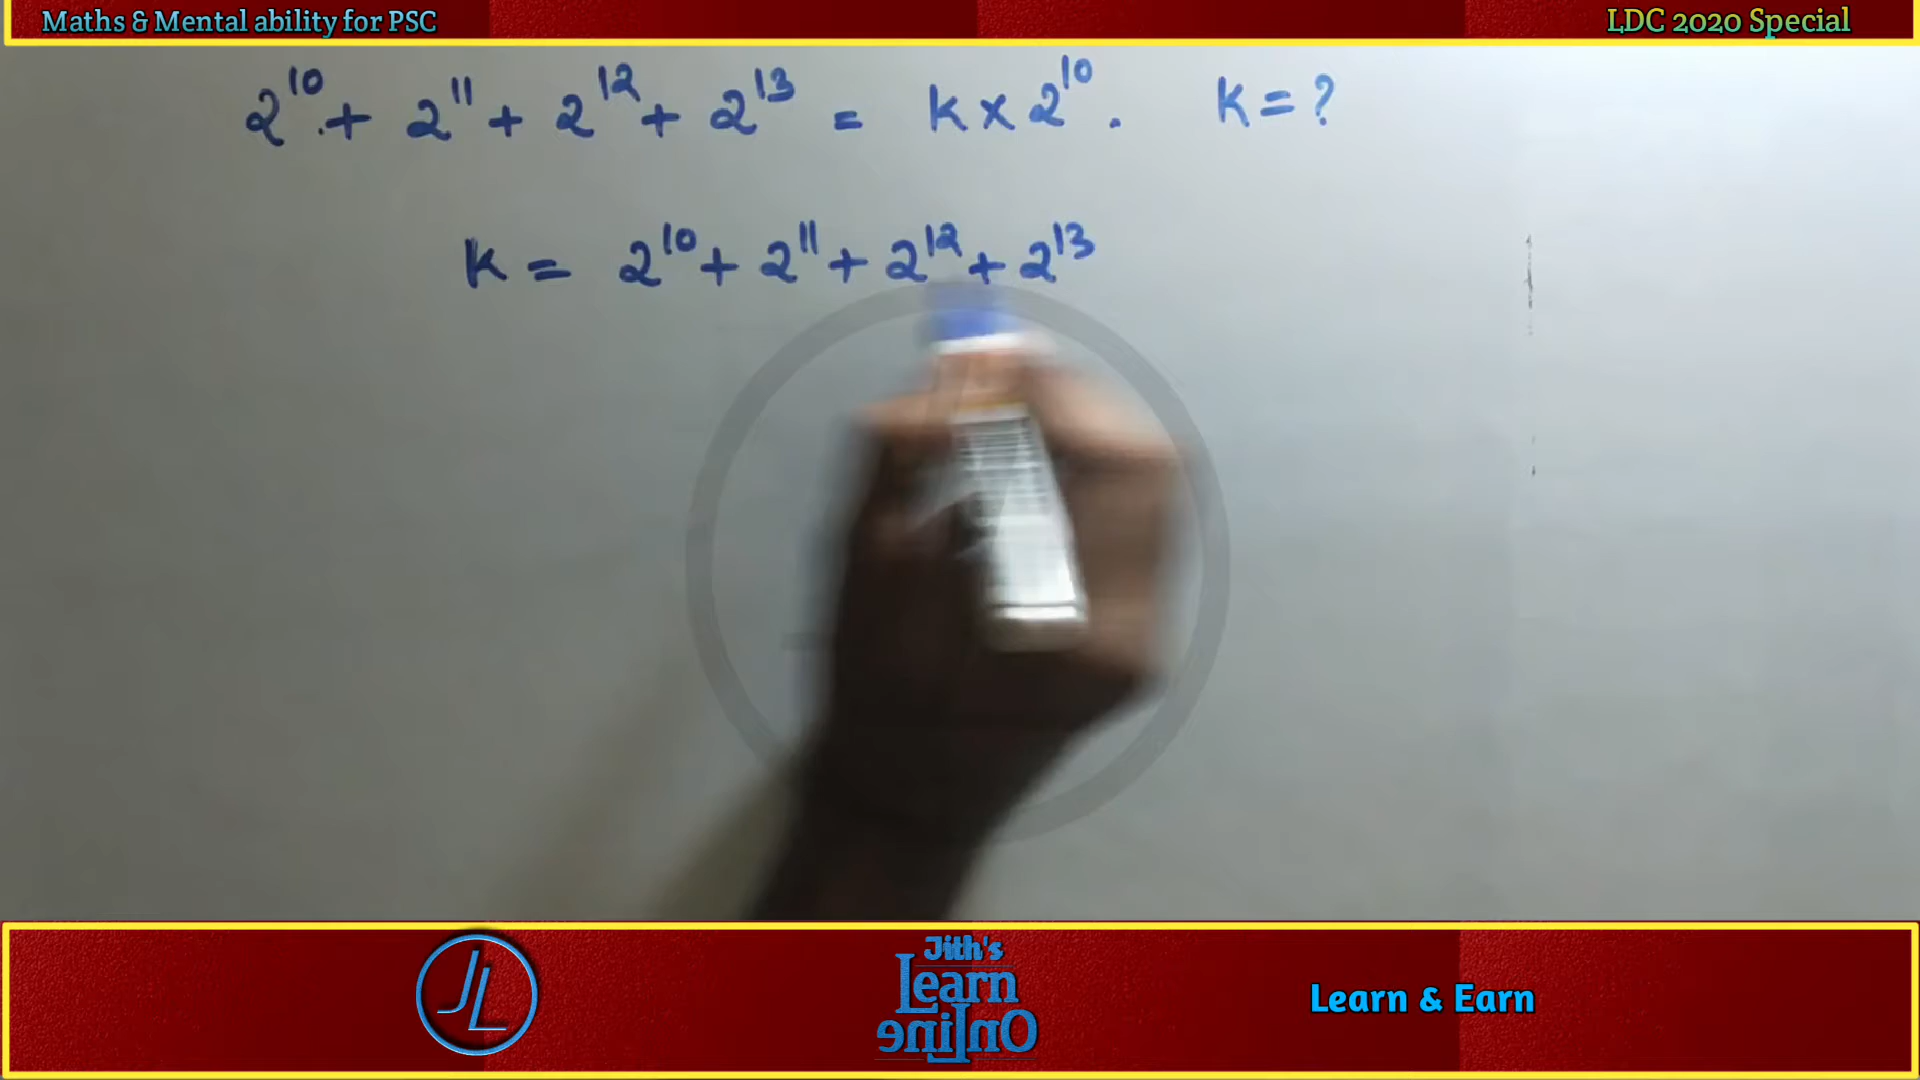 Maths & Mental ability for PSC
LDC 2020 Special
2^10 + 2^11 + 2^12 + 2^13 = k × 2^10. k = ?
k = 2^10 + 2^11 + 2^12 + 2^13
JL
Jith's
Learn
Online
Learn & Earn